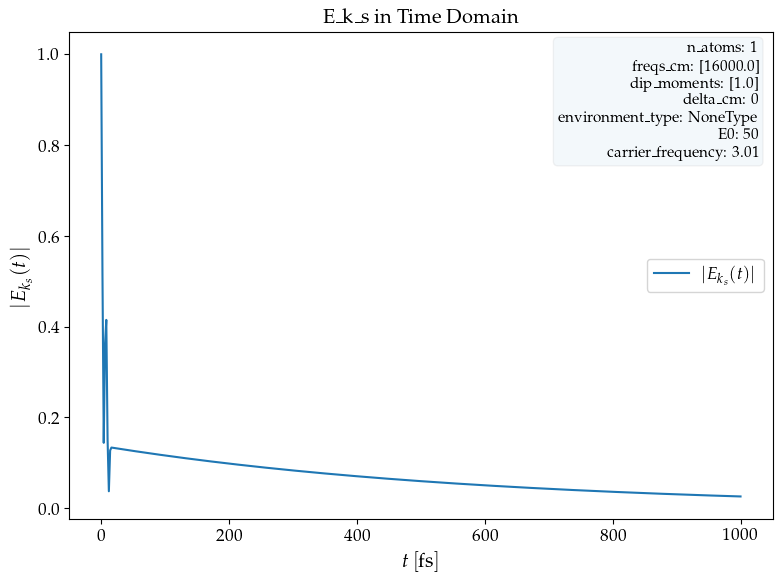 E_k_s in Time Domain
n_atoms: 1
freqs_cm: [16000.0]
dip_moments: [1.0]
delta_cm: 0
environment_type: NoneType
E0: 50
carrier_frequency: 3.01
|E_{k_s}(t)|
1.0
0.8
0.6
0.4
0.2
0.0
|E_{k_s}(t)|
0
200
400
600
800
1000
t [fs]